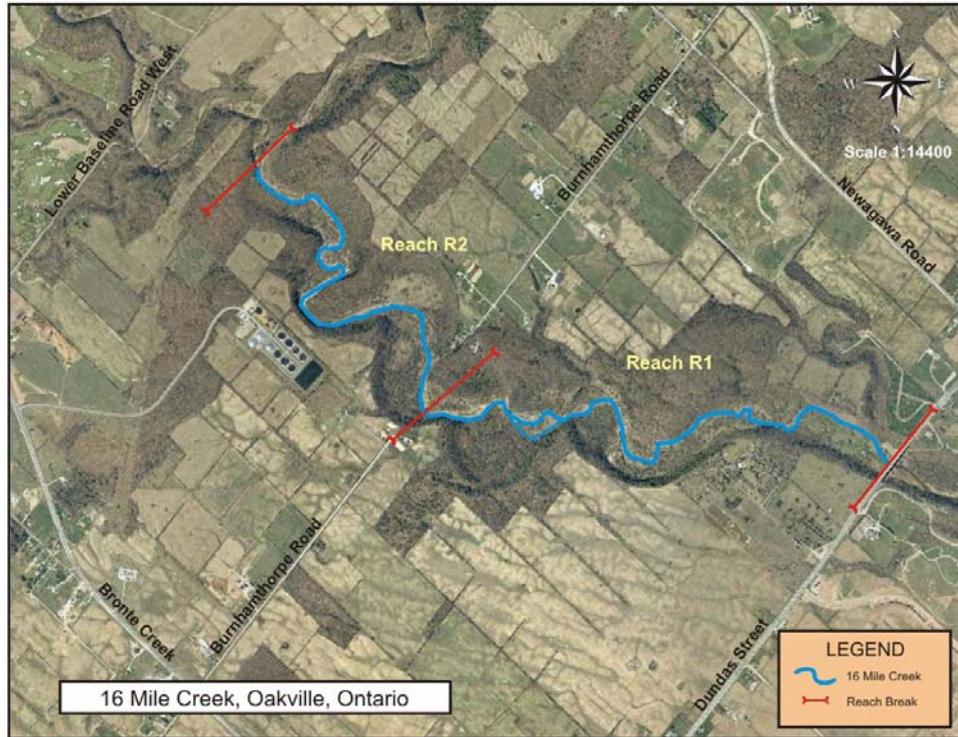 Lower Baseline Road West
Burnhamthorpe Road
W
E
Scale 1:14400
Newagawa Road
Reach R2
Reach R1
Bronte Creek
Burnhamthorpe Road
Dundas Street
16 Mile Creek, Oakville, Ontario
LEGEND
16 Mile Creek
Reach Break